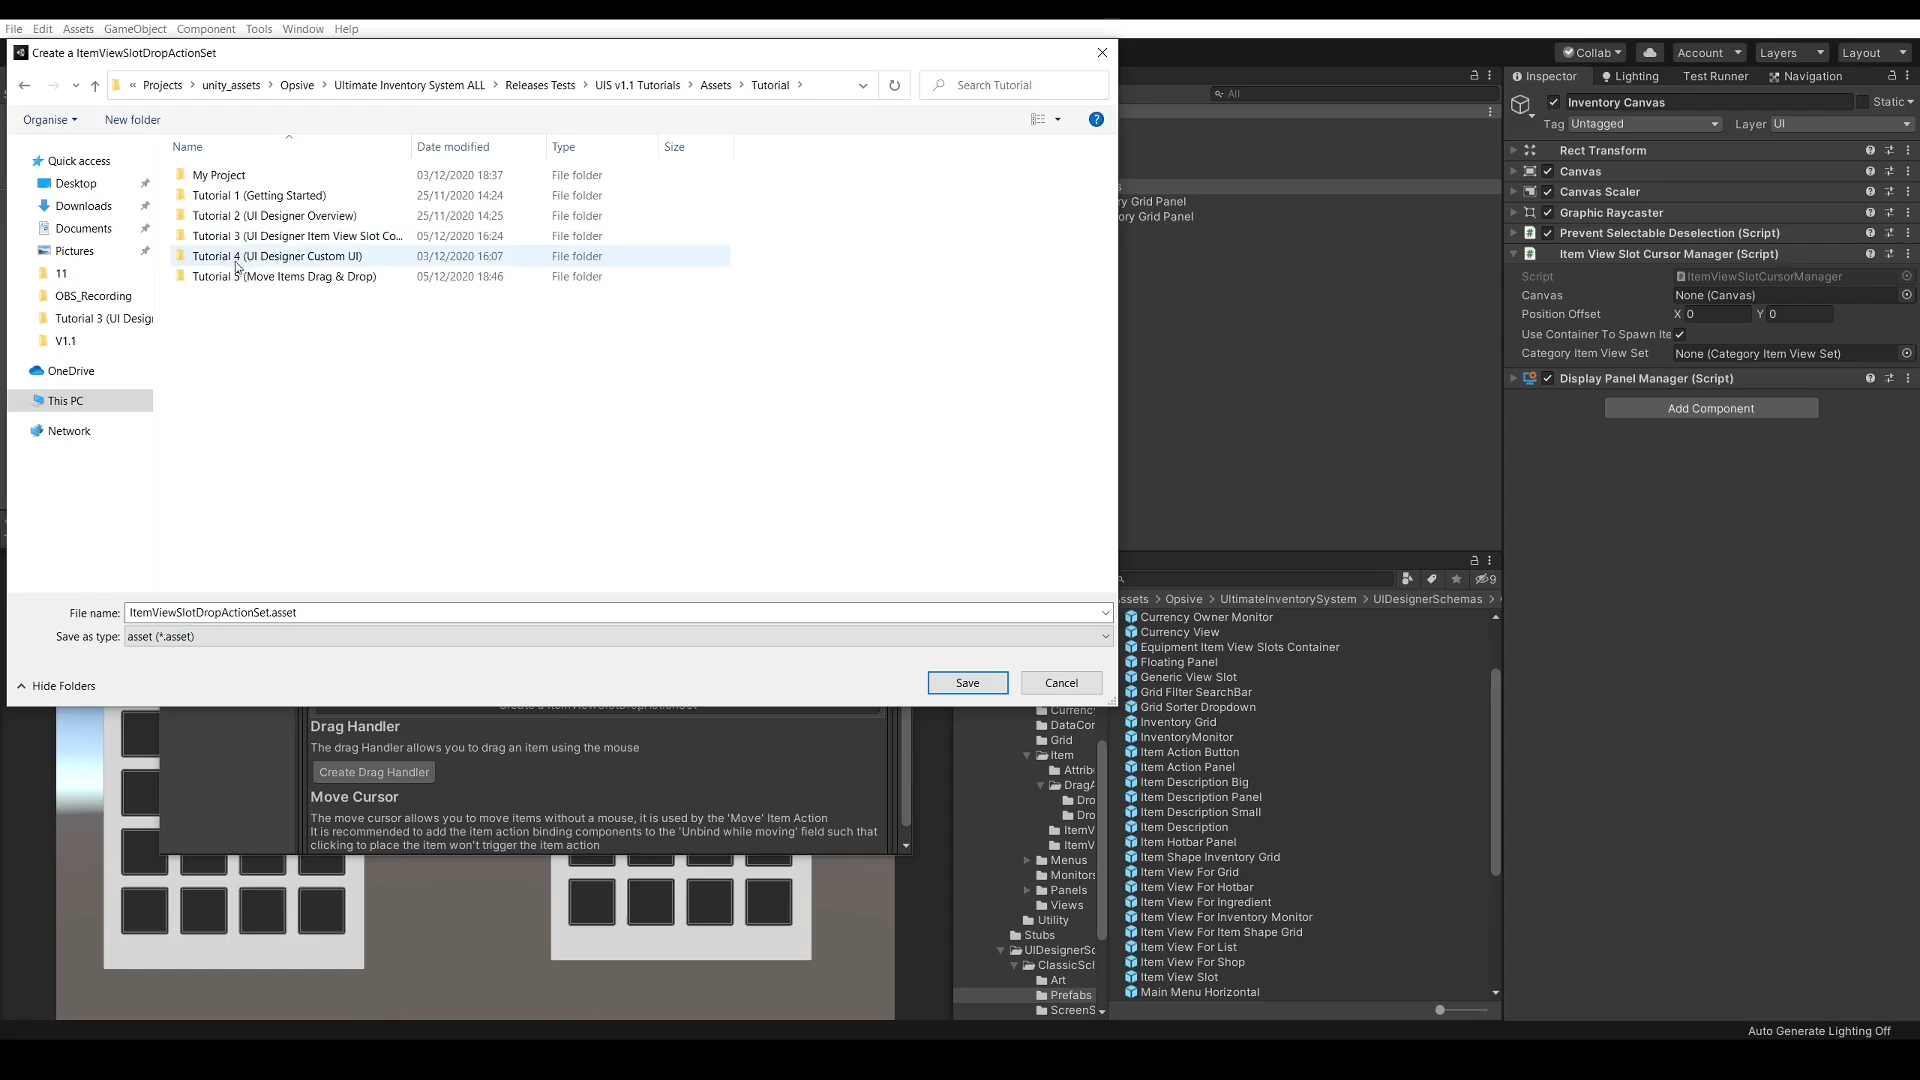 File Edit Assets GameObject Component Tools Window Help
Create a ItemViewSlotDropActionSet
« Projects > unity_assets > Opsive > Ultimate Inventory System ALL > Releases Tests > UIS v1.1 Tutorials > Assets > Tutorial >
Search Tutorial
Organise New folder
Quick access
Desktop
Downloads
Documents
Pictures
11
OBS_Recording
Tutorial 3 (UI Desig
V1.1
OneDrive
This PC
Network
Name Date modified Type Size
My Project 03/12/2020 18:37 File folder
Tutorial 1 (Getting Started) 25/11/2020 14:24 File folder
Tutorial 2 (UI Designer Overview) 25/11/2020 14:25 File folder
Tutorial 3 (UI Designer Item View Slot Co... 05/12/2020 16:24 File folder
Tutorial 4 (UI Designer Custom UI) 03/12/2020 16:07 File folder
Tutorial 5 (Move Items Drag & Drop) 05/12/2020 18:46 File folder
File name: ItemViewSlotDropActionSet.asset
Save as type: asset (*.asset)
Hide Folders
Save Cancel
Drag Handler
The drag Handler allows you to drag an item using the mouse
Create Drag Handler
Move Cursor
The move cursor allows you to move items without a mouse, it is used by the 'Move' Item Action
It is recommended to add the item action binding components to the 'Unbind while moving' field such that
clicking to place the item won't trigger the item action
Collab Account Layers Layout
All
ry Grid Panel
ory Grid Panel
Inspector Lighting Test Runner Navigation
Inventory Canvas Static
Tag Untagged Layer UI
Rect Transform
Canvas
Canvas Scaler
Graphic Raycaster
Prevent Selectable Deselection (Script)
Item View Slot Cursor Manager (Script)
Script ItemViewSlotCursorManager
Canvas None (Canvas)
Position Offset X 0 Y 0
Use Container To Spawn Ite
Category Item View Set None (Category Item View Set)
Display Panel Manager (Script)
Add Component
9
ssets > Opsive > UltimateInventorySystem > UIDesignerSchemas >
Currenc
DataCor
Grid
Item
Attrib
DragA
Dro
Dro
ItemV
ItemV
Menus
Monitors
Panels
Views
Utility
Stubs
UIDesignerSc
ClassicScl
Art
Prefabs
ScreenS
Currency Owner Monitor
Currency View
Equipment Item View Slots Container
Floating Panel
Generic View Slot
Grid Filter SearchBar
Grid Sorter Dropdown
Inventory Grid
InventoryMonitor
Item Action Button
Item Action Panel
Item Description Big
Item Description Panel
Item Description Small
Item Description
Item Hotbar Panel
Item Shape Inventory Grid
Item View For Grid
Item View For Hotbar
Item View For Ingredient
Item View For Inventory Monitor
Item View For Item Shape Grid
Item View For List
Item View For Shop
Item View Slot
Main Menu Horizontal
Auto Generate Lighting Off